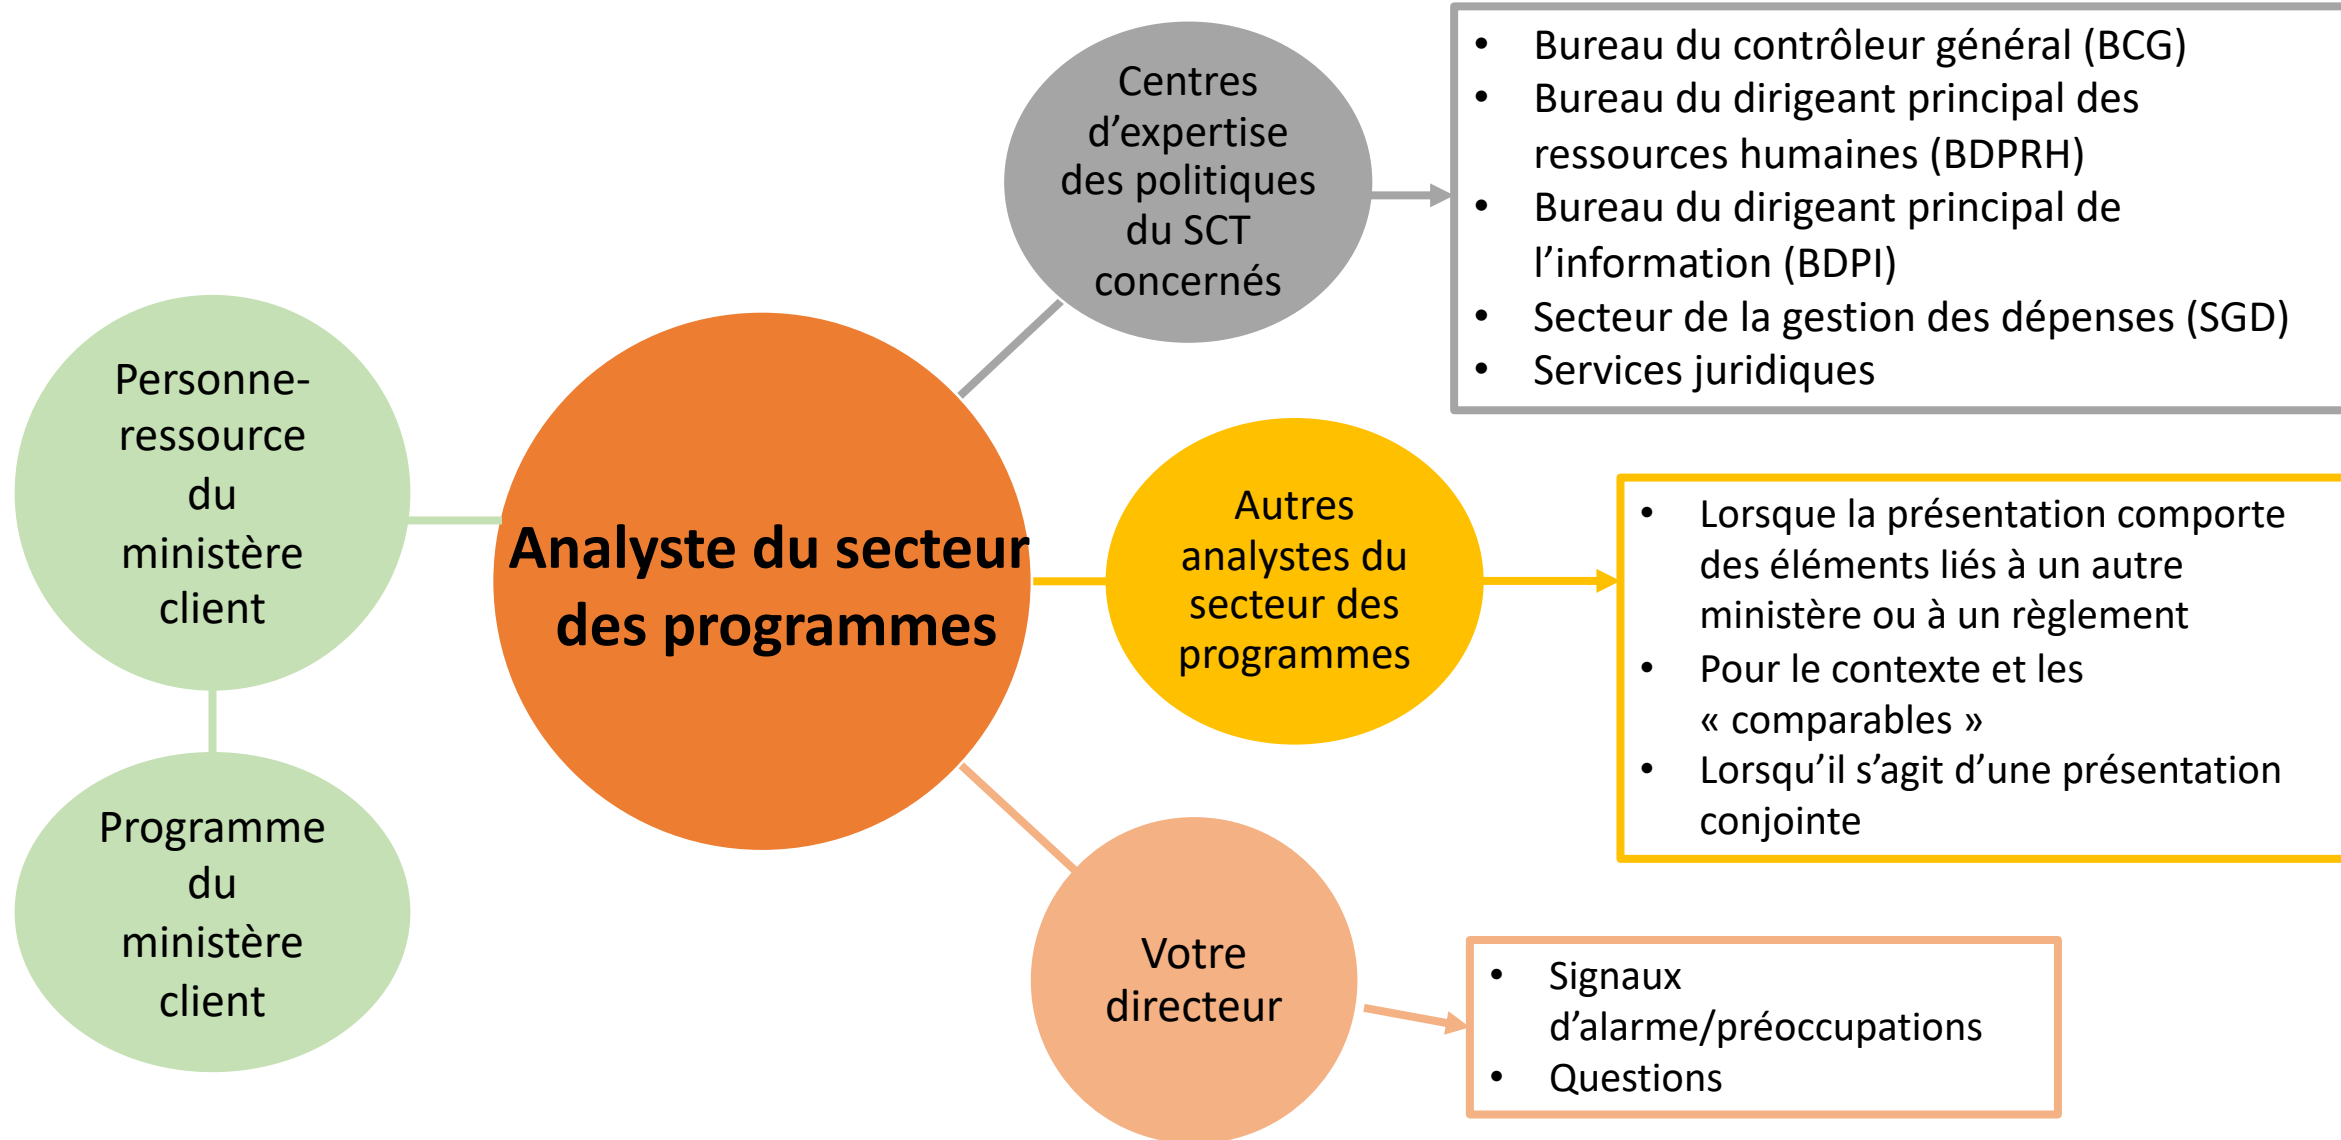 Personne-
ressource
du
ministère
client
Programme
du
ministère
client
Analyste du secteur
des programmes
Centres
d’expertise
des politiques
du SCT
concernés
• Bureau du contrôleur général (BCG)
• Bureau du dirigeant principal des
ressources humaines (BDPRH)
• Bureau du dirigeant principal de
l’information (BDPI)
• Secteur de la gestion des dépenses (SGD)
• Services juridiques
Autres
analystes du
secteur des
programmes
• Lorsque la présentation comporte
des éléments liés à un autre
ministère ou à un règlement
• Pour le contexte et les
« comparables »
• Lorsqu’il s’agit d’une présentation
conjointe
Votre
directeur
• Signaux
d’alarme/préoccupations
• Questions